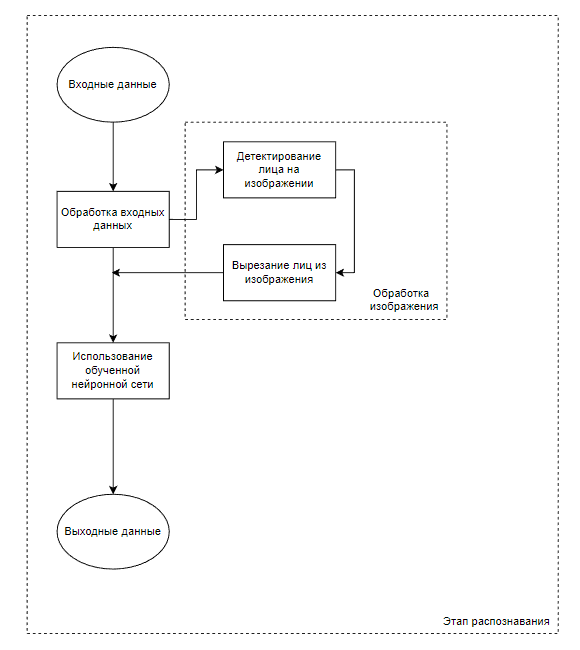 Входные данные
Детектирование
лица на
изображении
Обработка входных
данных
Вырезание лиц из
изображения
Обработка
изображения
Использование
обученной
нейронной сети
Выходные данные
Этап распознавания